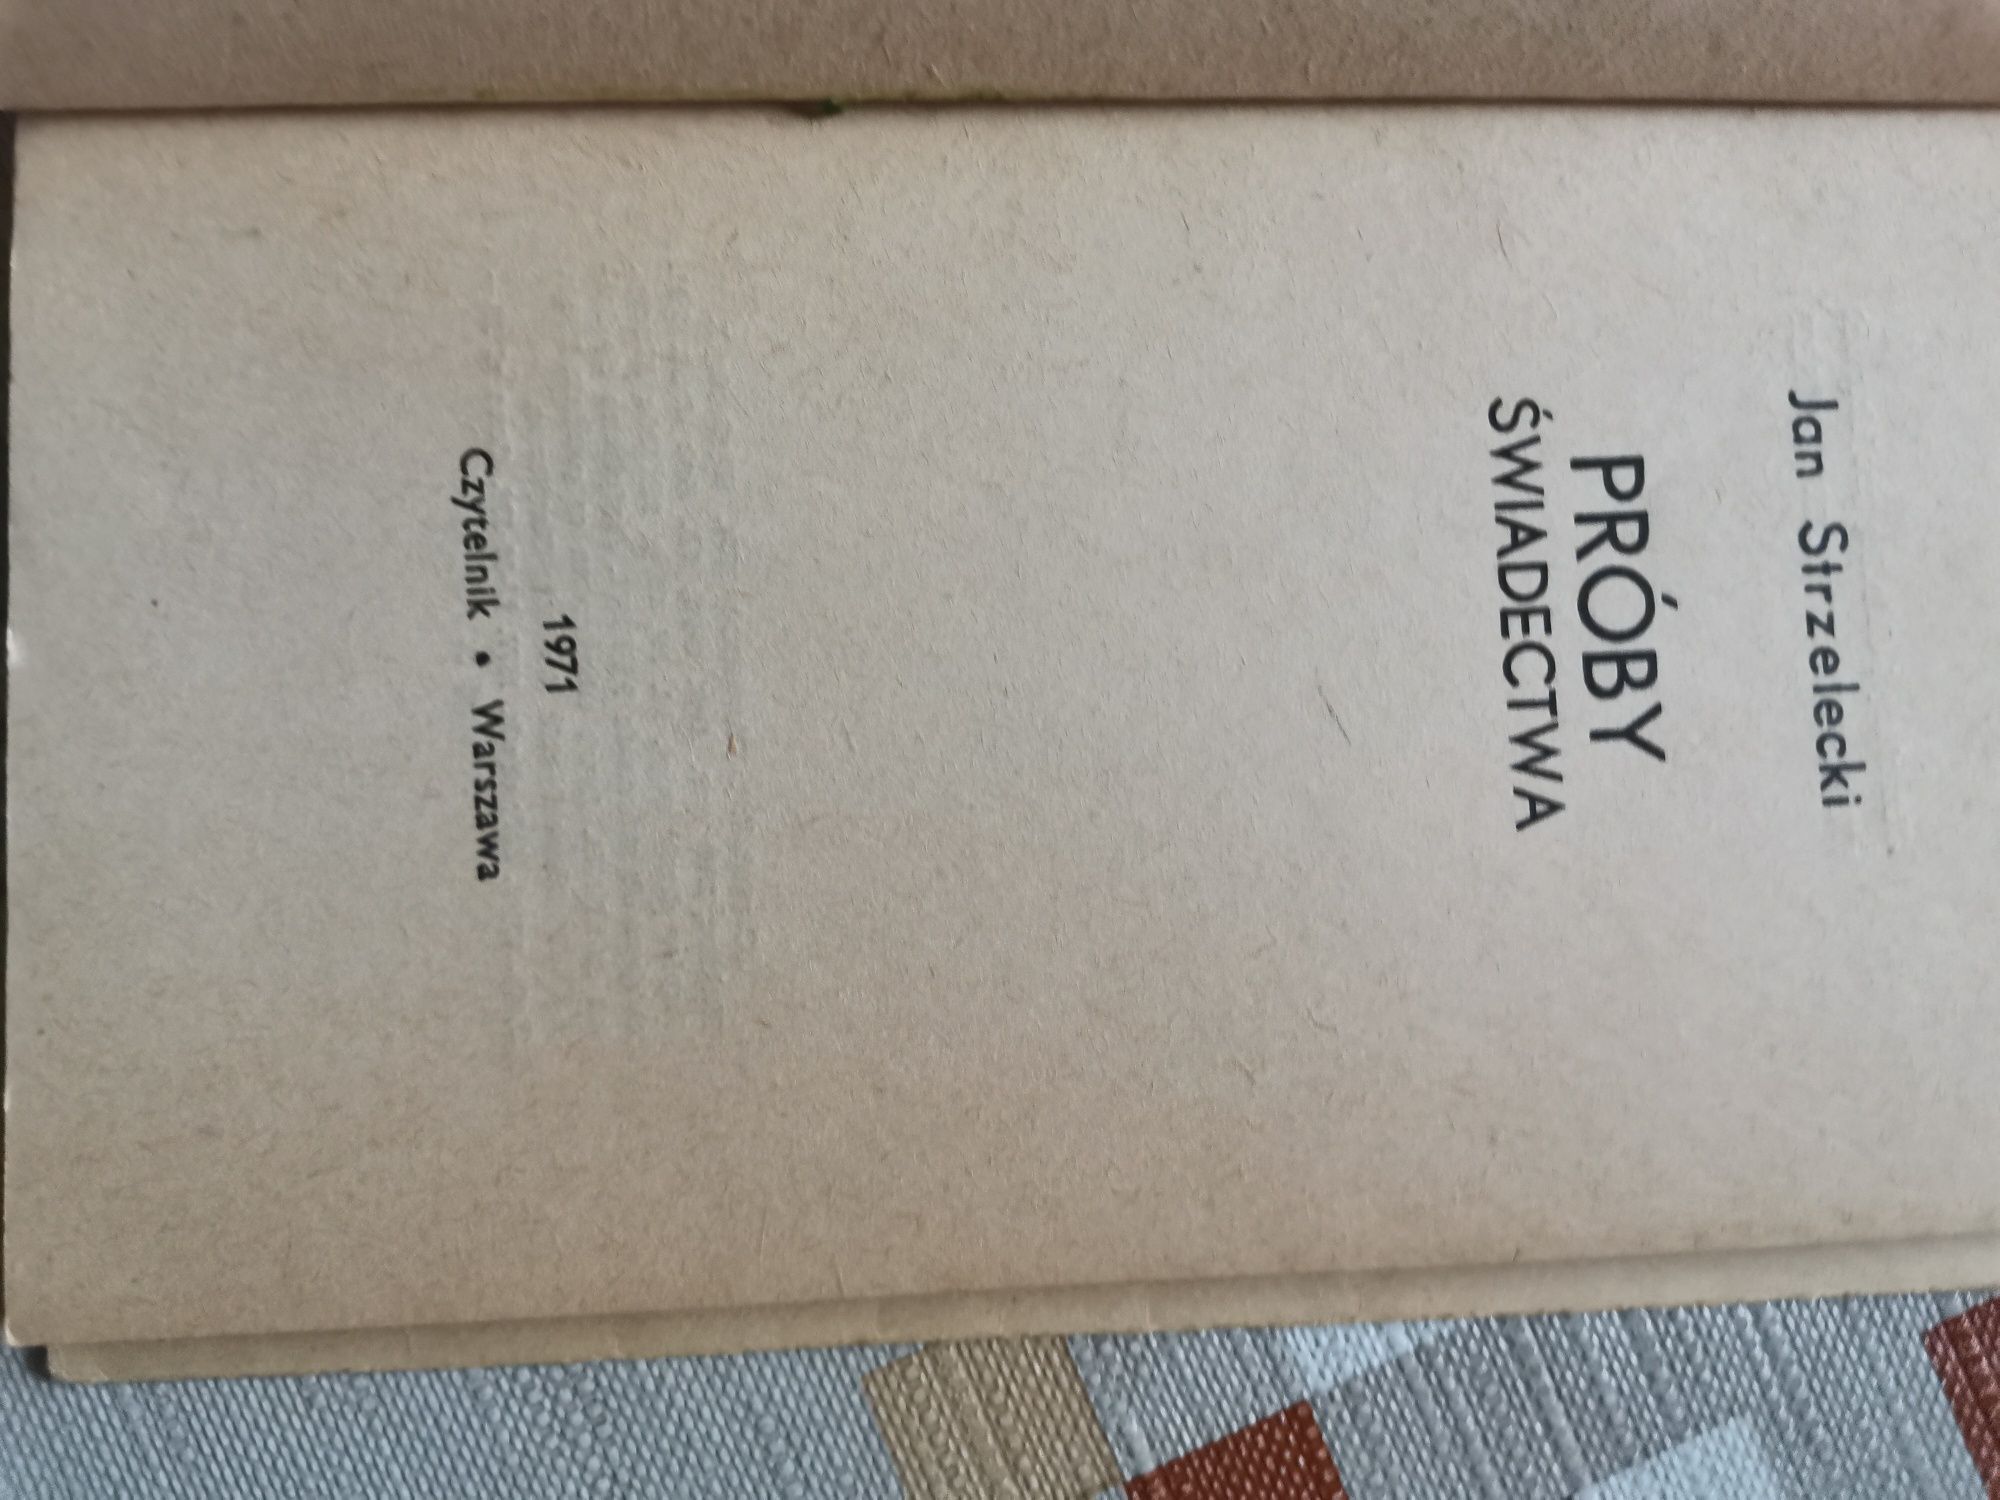 Jan Strzelecki
PRÓBY
ŚWIADECTWA
1971
Czytelnik • Warszawa